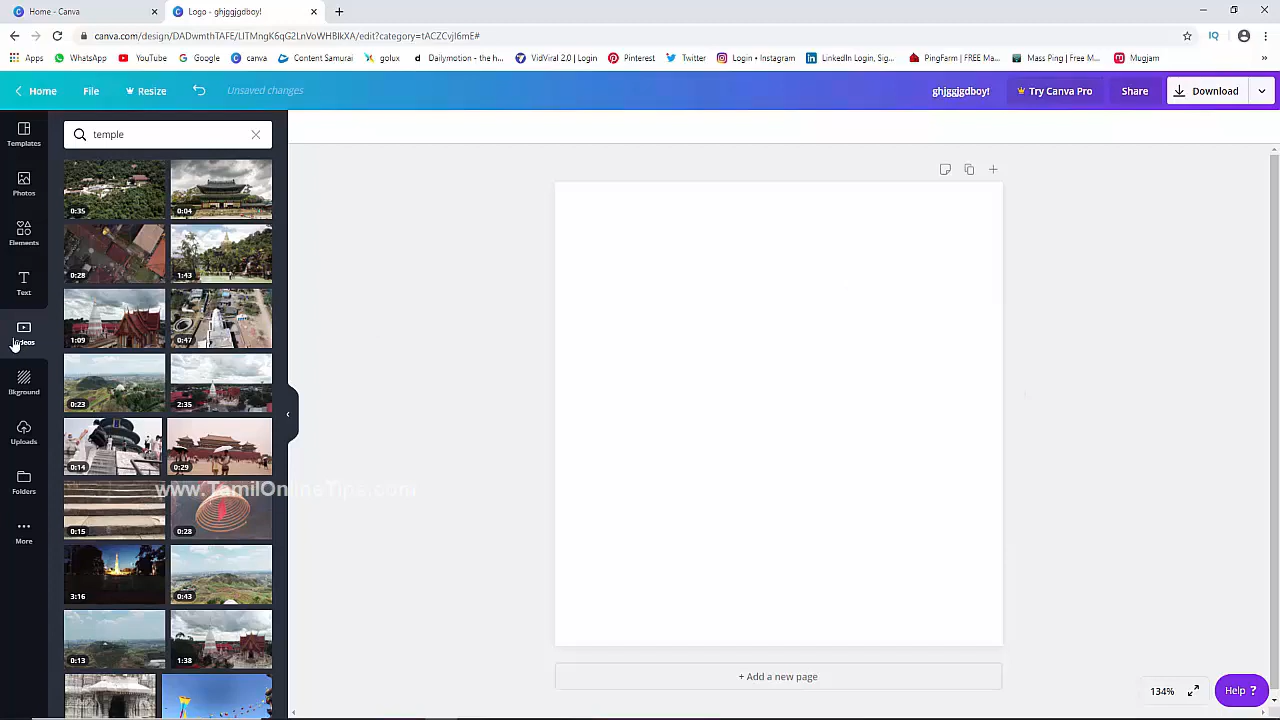 Home - Canva
Logo - ghjgjgdboy!
canva.com/design/DADwmthTAFE/LlTMngK6qG2LnVoWHBlkXA/edit?category=tACZCvjI6mE#
Apps WhatsApp YouTube Google canva Content Samurai golux Dailymotion - the h... VidViral 2.0 | Login Pinterest Twitter Login • Instagram LinkedIn Login, Sig... PingFarm | FREE Ma... Mass Ping | Free M... Mugjam »
Home File Resize Unsaved changes ghjgjgdboy! Try Canva Pro Share Download
temple
Templates
Photos
Elements
Text
Videos
Bkground
Uploads
Folders
More
0:35 0:04
0:28 1:43
1:09 0:47
0:23 2:35
0:14 0:29
www.TamilOnlineTips.com
0:15 0:28
3:16 0:43
0:13 1:38
+ Add a new page
134%
Help ?